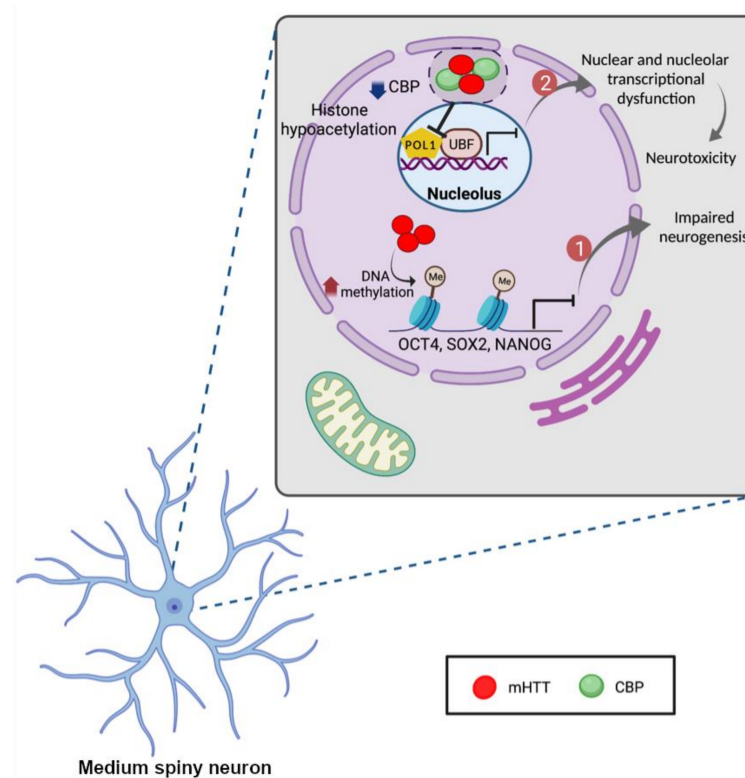 CBP
Histone
hypoacetylation
POL1
UBF
Nucleolus
2
Nuclear and nucleolar
transcriptional
dysfunction
Neurotoxicity
1
Impaired
neurogenesis
DNA
methylation
Me
Me
OCT4, SOX2, NANOG
mHTT
CBP
Medium spiny neuron